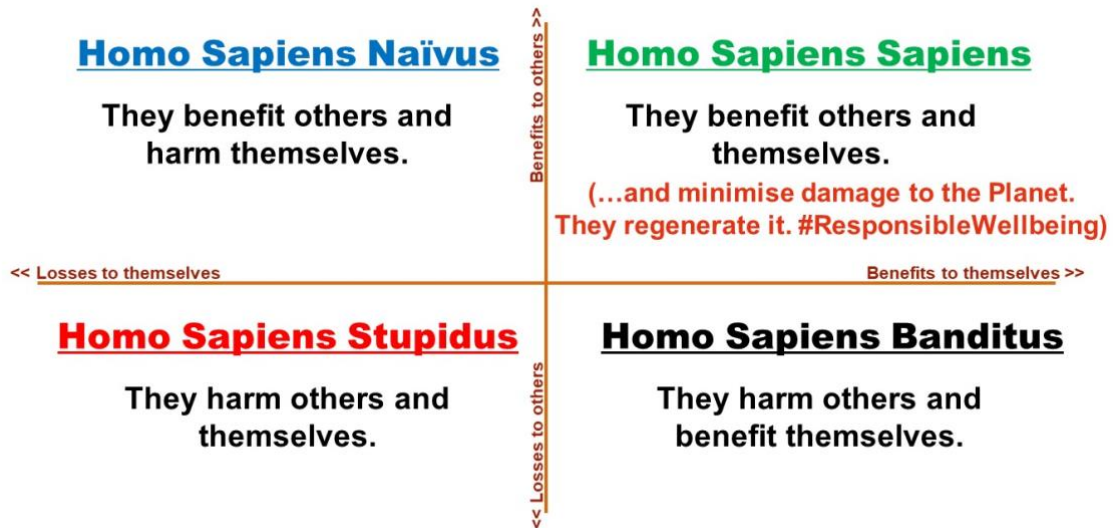 Homo Sapiens Naïvus
They benefit others and
harm themselves.
Benefits to others >>
Homo Sapiens Sapiens
They benefit others and
themselves.
(…and minimise damage to the Planet.
They regenerate it. #ResponsibleWellbeing)
<< Losses to themselves
Benefits to themselves >>
Homo Sapiens Stupidus
They harm others and
themselves.
<< Losses to others
Homo Sapiens Banditus
They harm others and
benefit themselves.